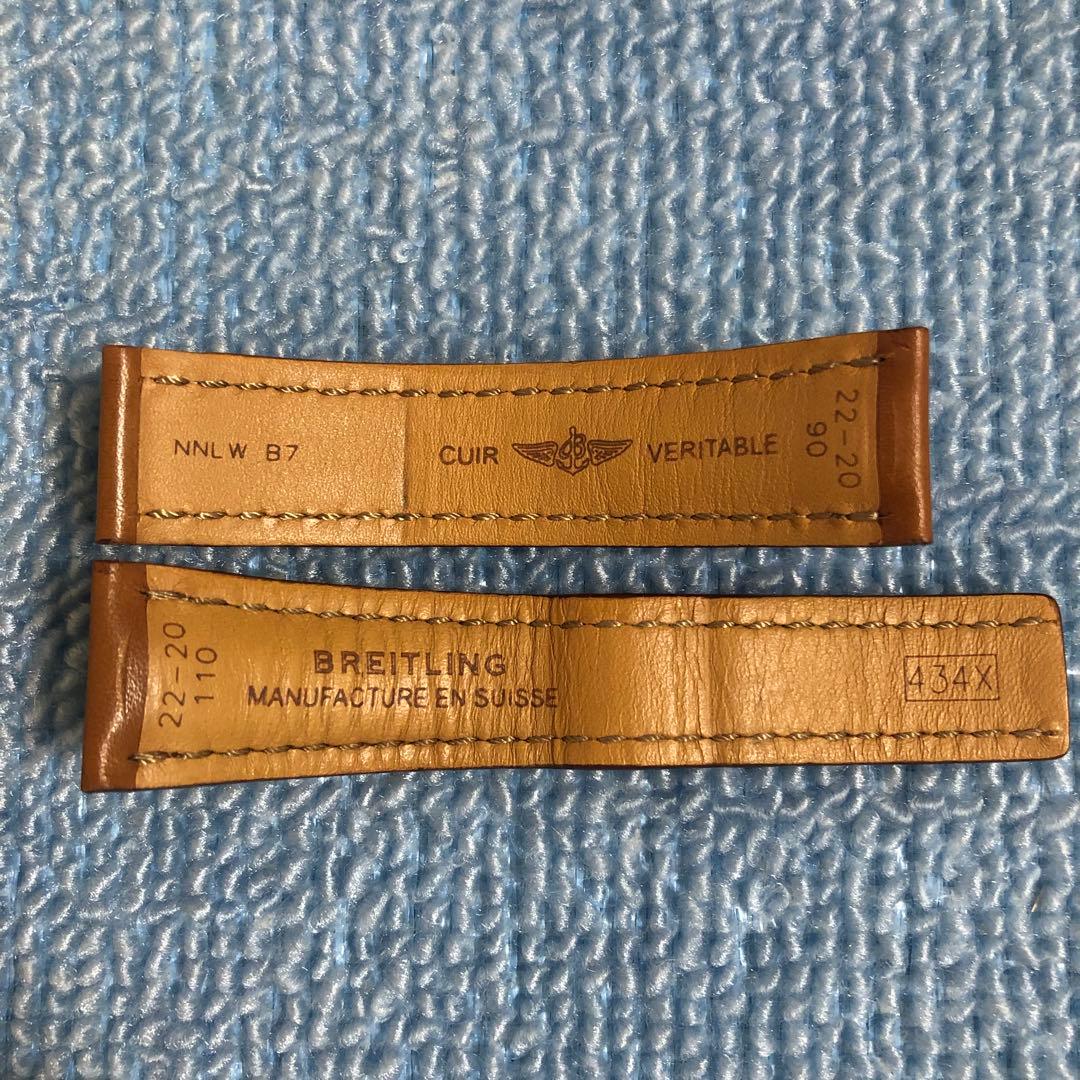 NNLW B7
CUIR B VERITABLE
22-20
90
22-20
110
BREITLING
MANUFACTURE EN SUISSE
434X